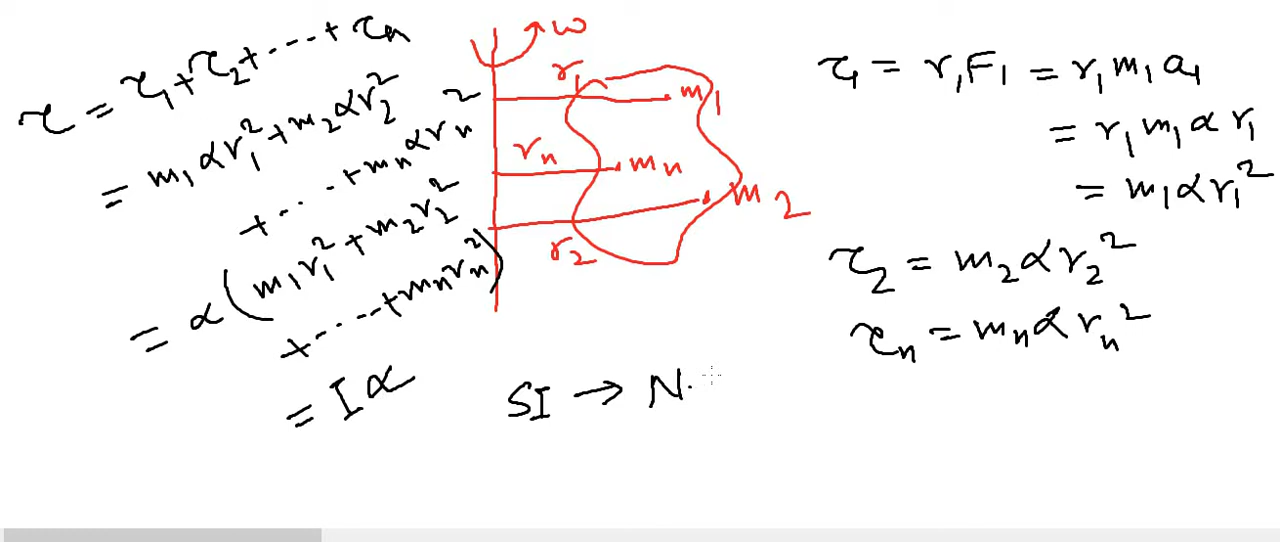 τ = τ₁ + τ₂ + ..... + τₙ
= m₁αr₁² + m₂αr₂²
+ ..... + mₙαrₙ²
= α(m₁r₁² + m₂r₂²
+ ..... + mₙrₙ²)
= Iα
ω
r₁ m₁
rₙ mₙ
m₂
r₂
SI → N.
τ₁ = r₁F₁ = r₁m₁a₁
= r₁m₁αr₁
= m₁αr₁²
τ₂ = m₂αr₂²
τₙ = mₙαrₙ²